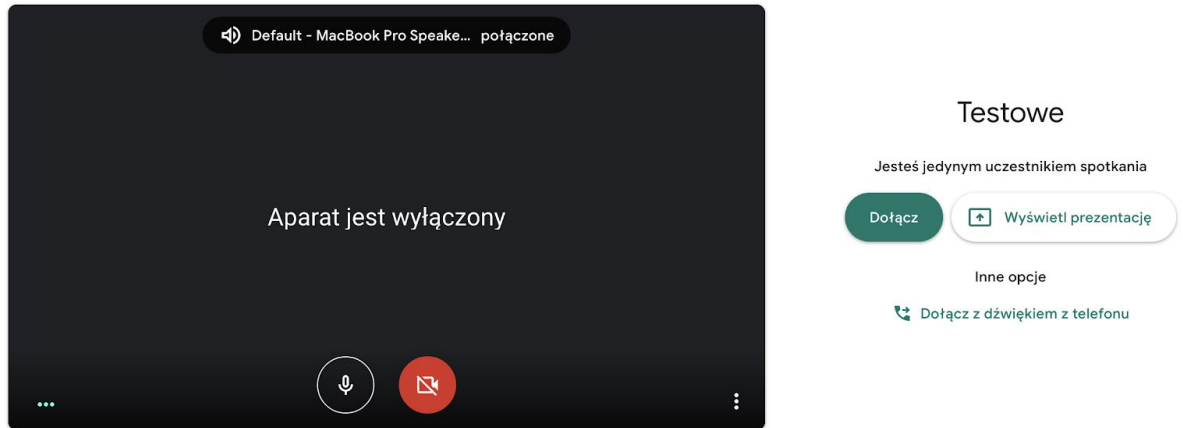 Default - MacBook Pro Speake... połączone
Aparat jest wyłączony
Testowe
Jesteś jedynym uczestnikiem spotkania
Dołącz
Wyświetl prezentację
Inne opcje
Dołącz z dźwiękiem z telefonu